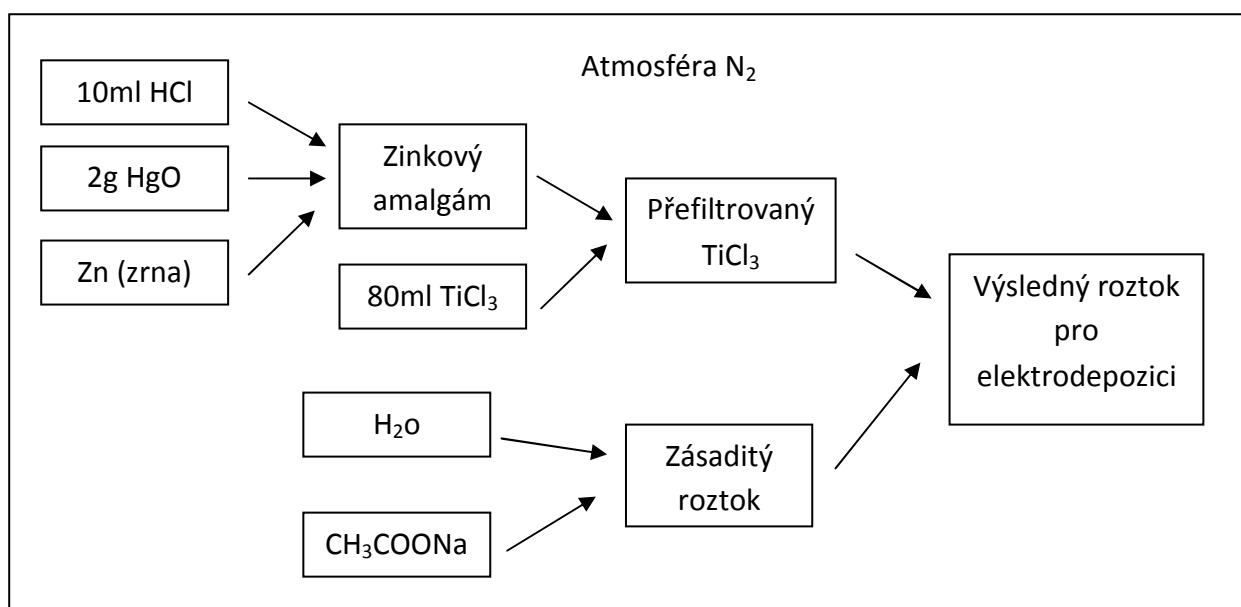 Atmosféra N₂
10ml HCl
2g HgO
Zn (zrna)
Zinkový
amalgám
80ml TiCl₃
Přefiltrovaný
TiCl₃
Výsledný roztok
pro
elektrodepozici
H₂o
CH₃COONa
Zásaditý
roztok